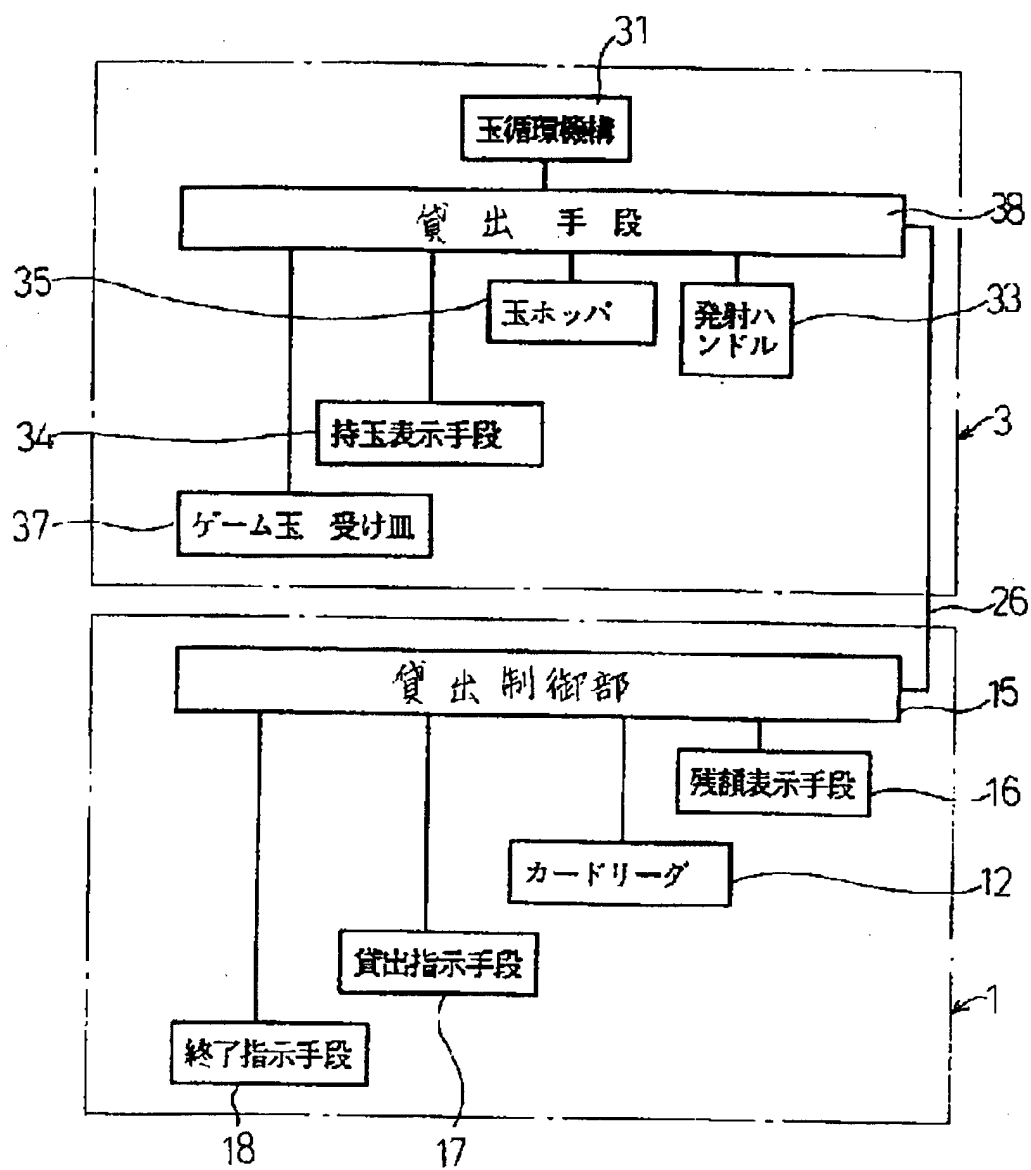 31
玉循環機構
貸出 手段
38
35
玉ホッパ
発射ハ
ンドル
33
34
持玉表示手段
3
37
ゲーム玉 受け皿
26
貸出制御部
15
残額表示手段
16
カードリーダ
12
貸出指示手段
1
終了指示手段
18
17